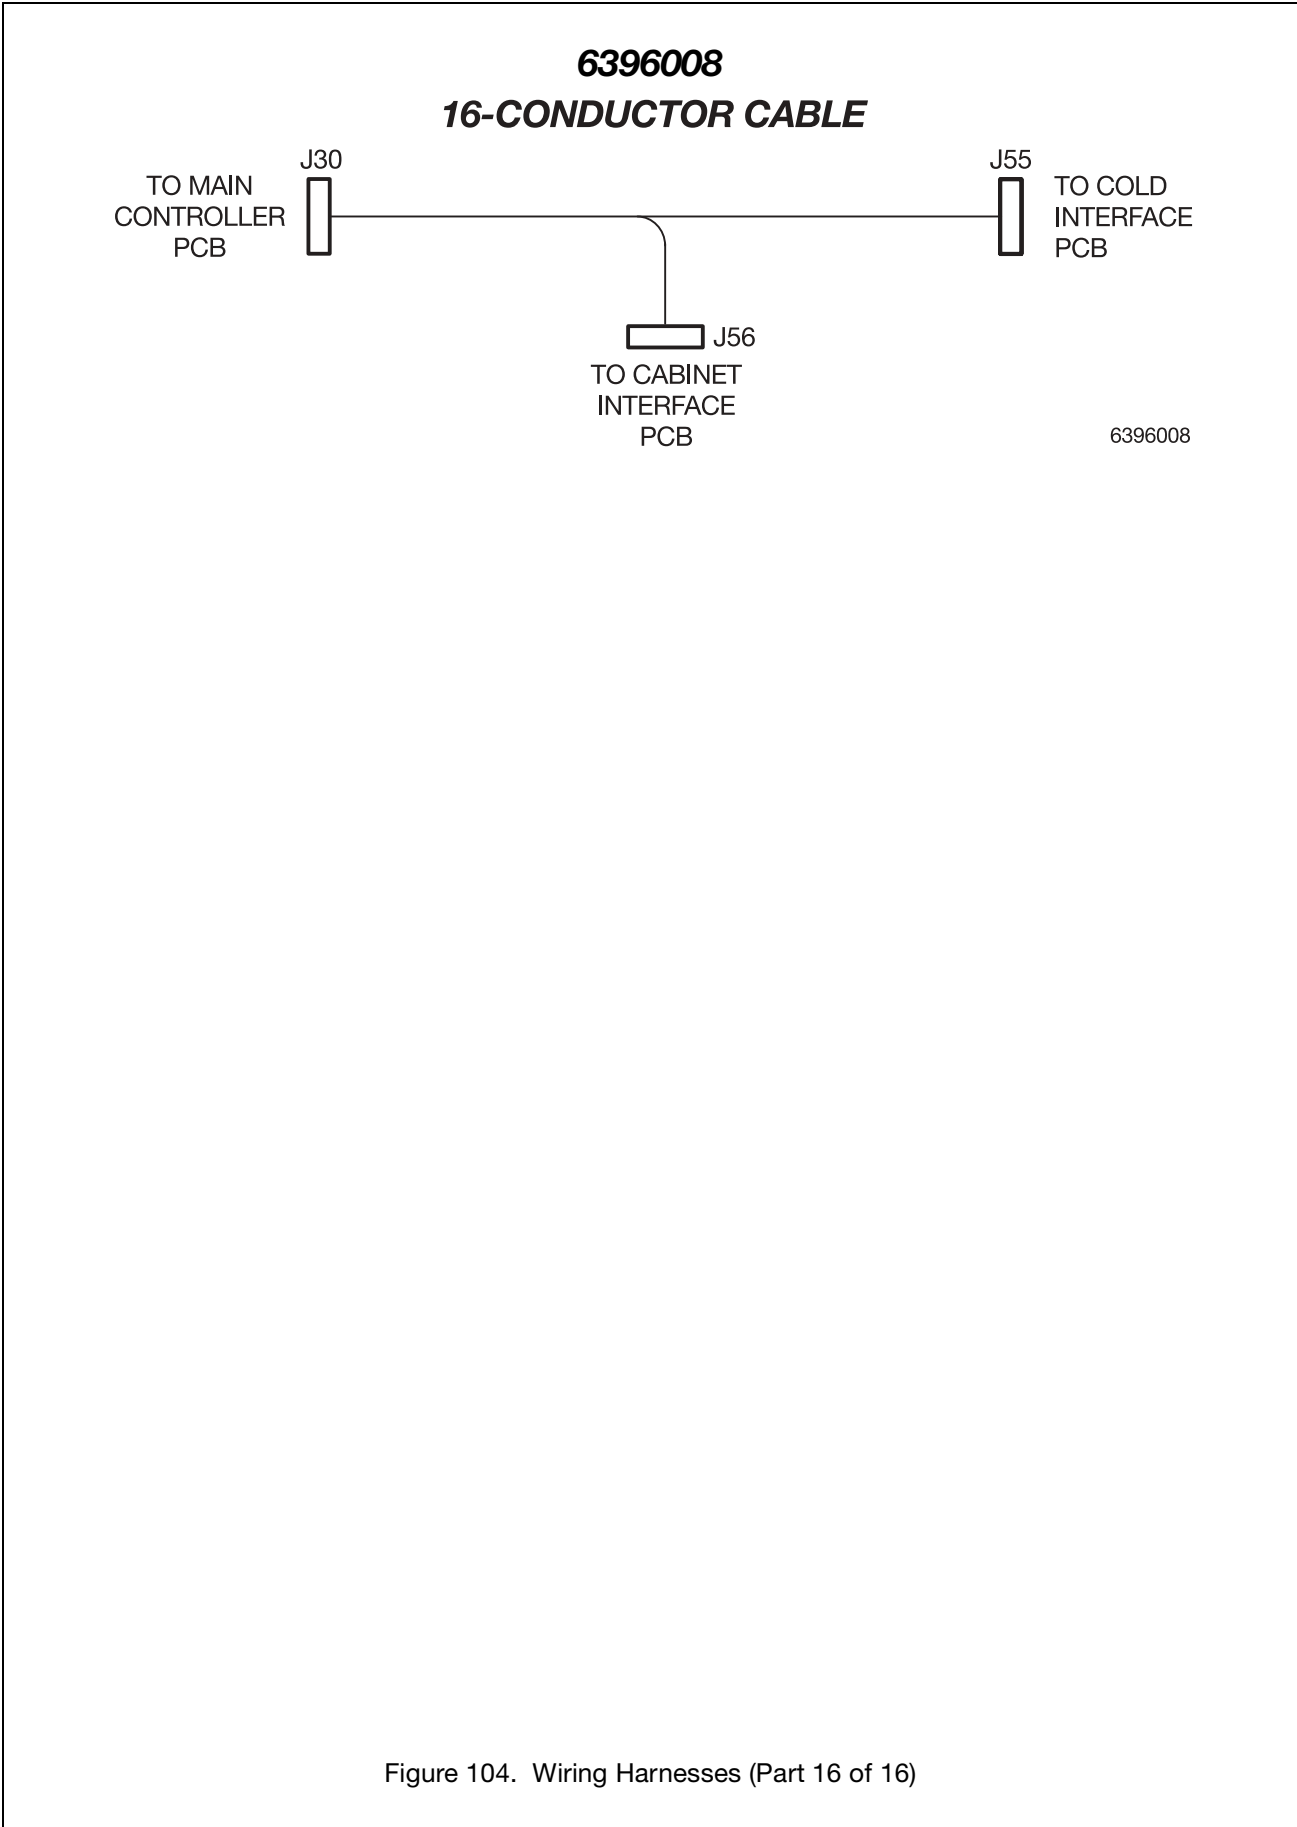 6396008
16-CONDUCTOR CABLE
J30
TO MAIN
CONTROLLER
PCB
J55
TO COLD
INTERFACE
PCB
J56
TO CABINET
INTERFACE
PCB
6396008
Figure 104. Wiring Harnesses (Part 16 of 16)